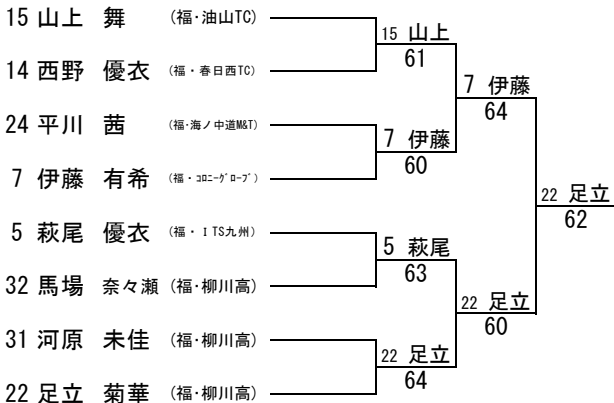 15 山上 舞 (福・油山TC)
14 西野 優衣 (福・春日西TC)
24 平川 茜 (福・海ノ中道M&T)
7 伊藤 有希 (福・コロニーグローブ)
5 萩尾 優衣 (福・ITS九州)
32 馬場 奈々瀬 (福・柳川高)
31 河原 未佳 (福・柳川高)
22 足立 菊華 (福・柳川高)
15 山上
61
7 伊藤
60
5 萩尾
63
22 足立
64
7 伊藤
64
22 足立
60
22 足立
62